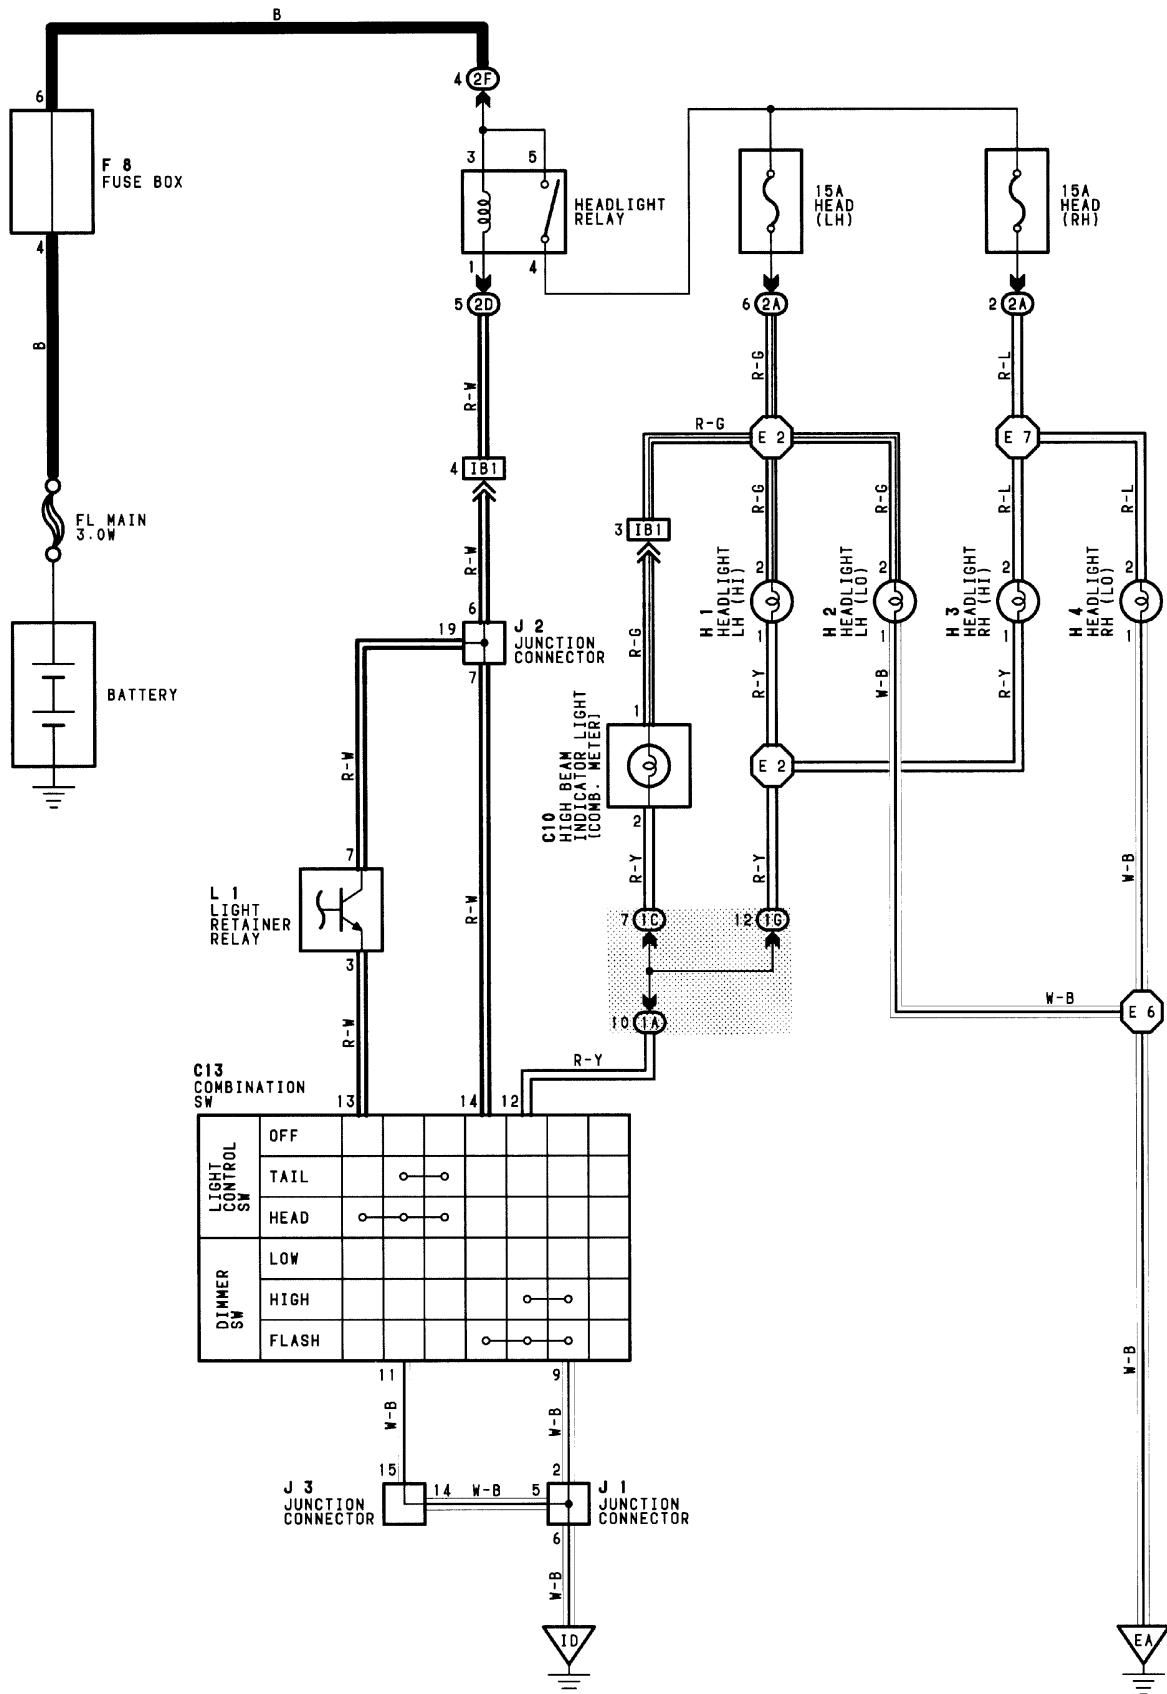 B
4 2F
6
F 8
FUSE BOX
4
B
3 5
HEADLIGHT
RELAY
1 4
5 2D
15A
HEAD
(LH)
15A
HEAD
(RH)
6 2A
2 2A
R-W
R-G
R-L
R-G
E 2
E 7
4 IB1
R-G
R-G
R-L
R-L
FL MAIN
3.0W
3 IB1
R-W
2
2
2
2
H 1
HEADLIGHT
LH (HI)
H 2
HEADLIGHT
LH (LO)
H 3
HEADLIGHT
RH (HI)
H 4
HEADLIGHT
RH (LO)
1
1
1
1
6
19
J 2
JUNCTION
CONNECTOR
7
R-G
R-Y
W-B
R-Y
BATTERY
1
C10
HIGH BEAM
INDICATOR LIGHT
(COMB. METER)
2
E 2
R-W
R-Y
R-Y
W-B
7
L 1
LIGHT
RETAINER
RELAY
3
R-W
7 1C
12 1G
W-B
E 6
10 1A
R-W
R-Y
C13
COMBINATION
SW
13 14 12
LIGHT
CONTROL
SW
OFF
TAIL
HEAD
DIMMER
SW
LOW
HIGH
FLASH
11 9
W-B
W-B
W-B
15
2
J 3
JUNCTION
CONNECTOR
14 W-B 5
J 1
JUNCTION
CONNECTOR
6
W-B
ID
EA